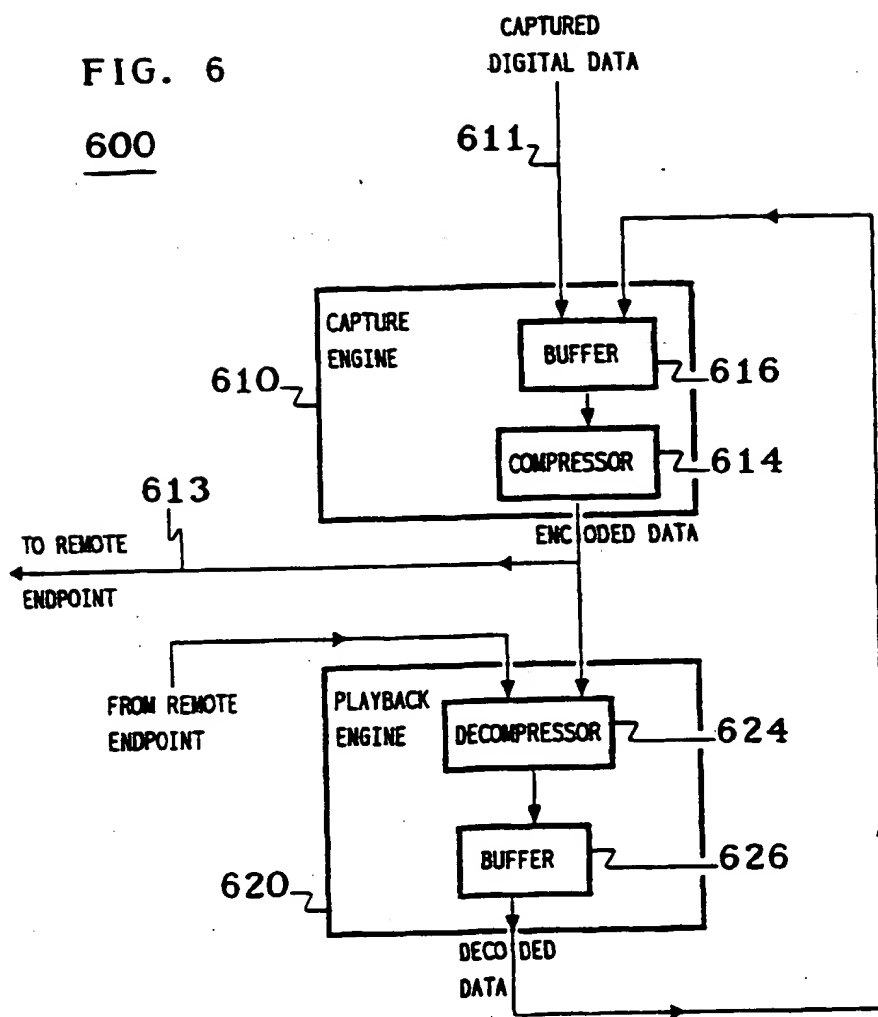 CAPTURED
DIGITAL DATA
FIG. 6
600
611
CAPTURE
ENGINE
BUFFER
616
610
COMPRESSOR
614
613
ENCODED DATA
TO REMOTE
ENDPOINT
FROM REMOTE
ENDPOINT
PLAYBACK
ENGINE
DECOMPRESSOR
624
BUFFER
626
620
DECODED
DATA